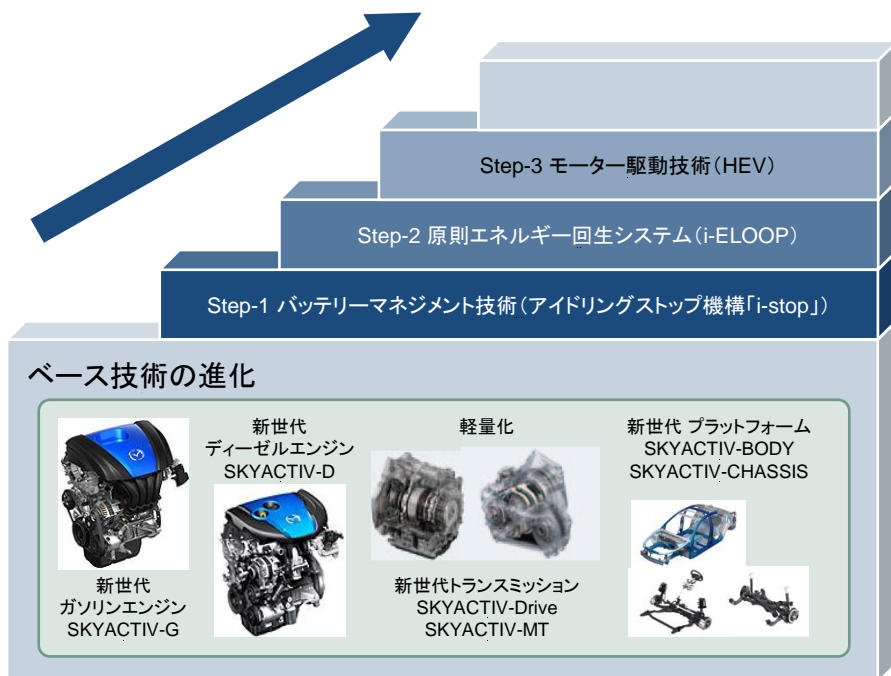 Step-3 モーター駆動技術（HEV）
Step-2 原則エネルギー回生システム（i-ELOOP）
Step-1 バッテリーマネジメント技術（アイドリングストップ機構「i-stop」）
ベース技術の進化
新世代
ガソリンエンジン
SKYACTIV-G
新世代
ディーゼルエンジン
SKYACTIV-D
軽量化
新世代トランスミッション
SKYACTIV-Drive
SKYACTIV-MT
新世代 プラットフォーム
SKYACTIV-BODY
SKYACTIV-CHASSIS